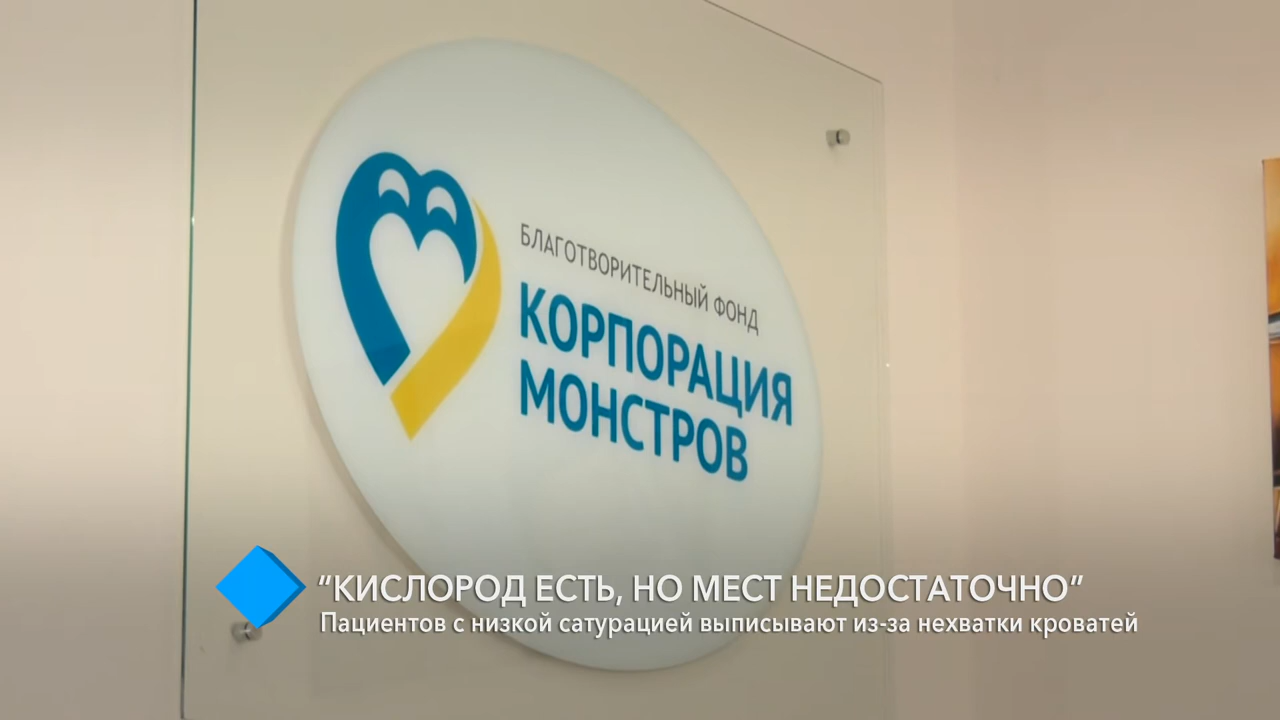 БЛАГОТВОРИТЕЛЬНЫЙ ФОНД
КОРПОРАЦИЯ
МОНСТРОВ
“КИСЛОРОД ЕСТЬ, НО МЕСТ НЕДОСТАТОЧНО”
Пациентов с низкой сатурацией выписывают из-за нехватки кроватей